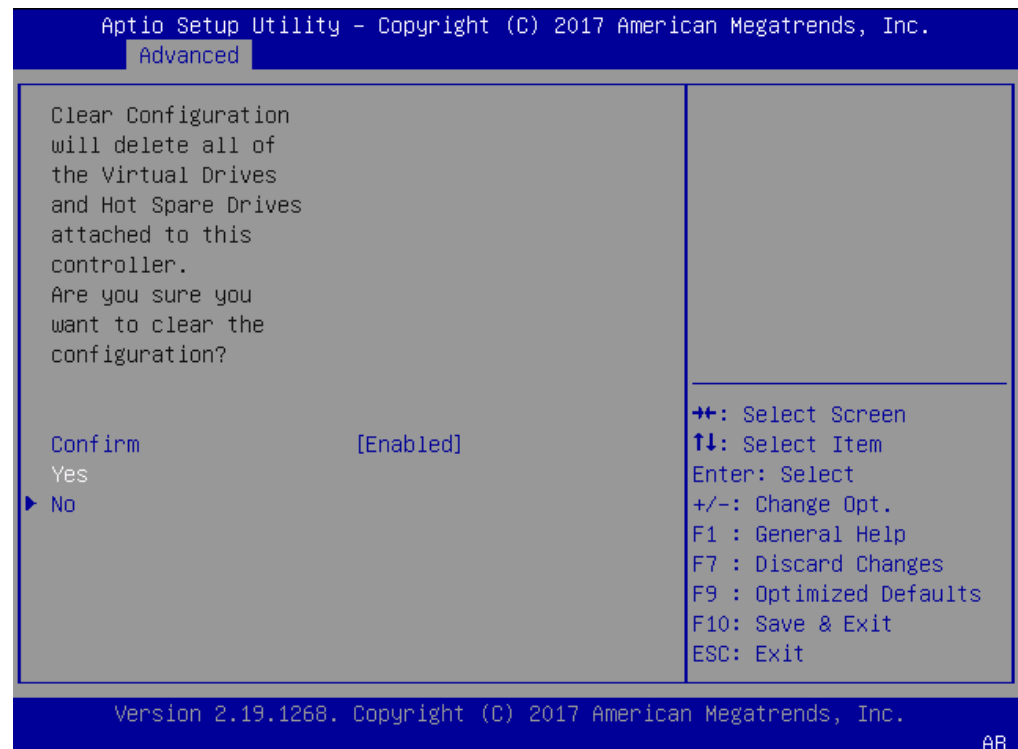 Aptio Setup Utility – Copyright (C) 2017 American Megatrends, Inc.
Advanced
Clear Configuration
will delete all of
the Virtual Drives
and Hot Spare Drives
attached to this
controller.
Are you sure you
want to clear the
configuration?
Confirm [Enabled]
Yes
▶ No
→←: Select Screen
↑↓: Select Item
Enter: Select
+/-: Change Opt.
F1 : General Help
F7 : Discard Changes
F9 : Optimized Defaults
F10: Save & Exit
ESC: Exit
Version 2.19.1268. Copyright (C) 2017 American Megatrends, Inc.
AB